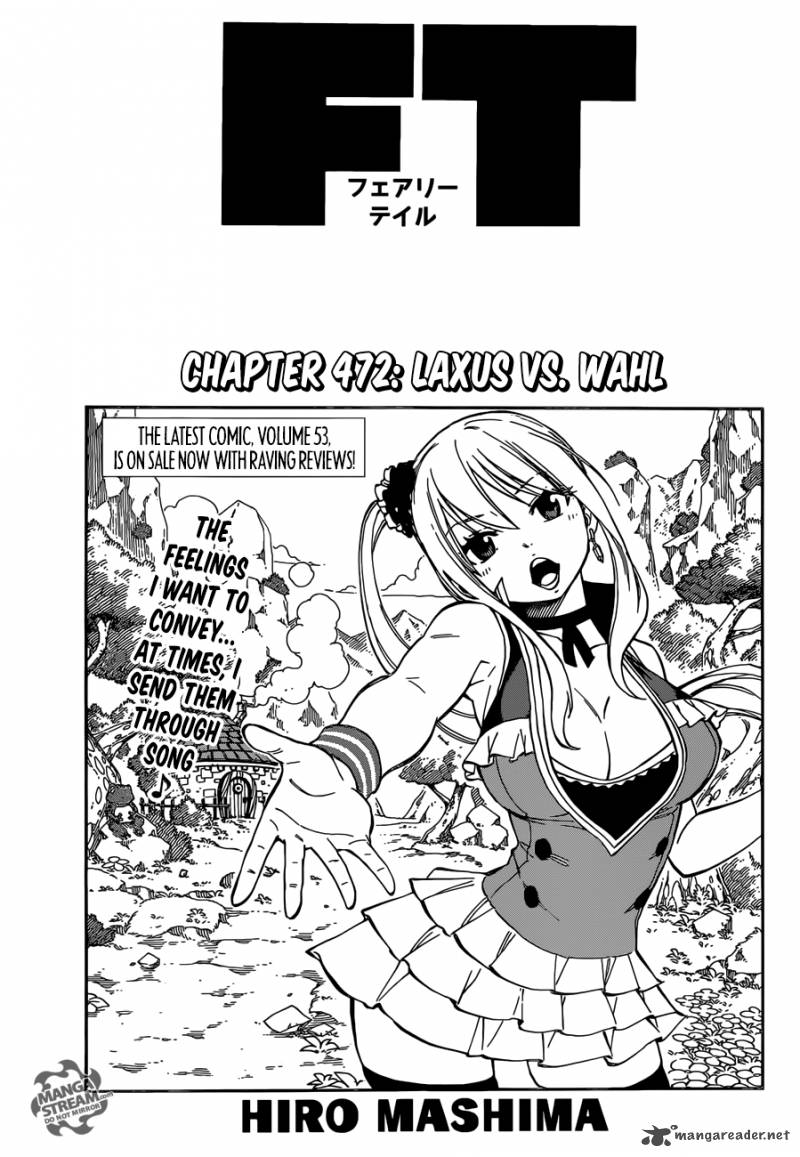 FT
フェアリー
テイル
CHAPTER 472: LAXUS VS. WAHL
THE LATEST COMIC, VOLUME 53,
IS ON SALE NOW WITH RAVING REVIEWS!
THE
FEELINGS
I WANT TO
CONVEY...
AT TIMES, I
SEND THEM
THROUGH
SONG
♪
MANGA
STREAM.COM
DO NOT MIRROR
HIRO MASHIMA
mangareader.net